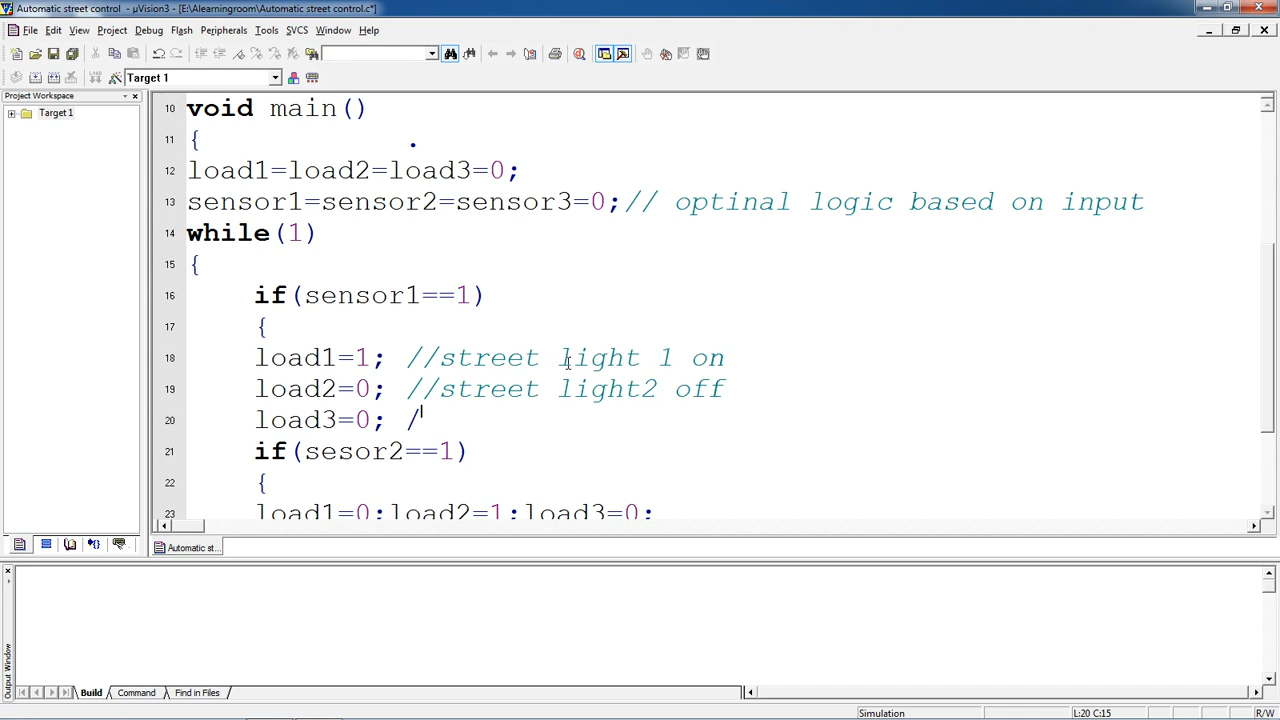 Automatic street control - µVision3 - [E:\Alearningroom\Automatic street control.c*]
File Edit View Project Debug Flash Peripherals Tools SVCS Window Help
Target 1
Project Workspace
Target 1
10 void main()
11 { .
12 load1=load2=load3=0;
13 sensor1=sensor2=sensor3=0;// optinal logic based on input
14 while(1)
15 {
16 if(sensor1==1)
17 {
18 load1=1; //street light 1 on
19 load2=0; //street light2 off
20 load3=0; /
21 if(sesor2==1)
22 {
23 load1=0;load2=1;load3=0;
Automatic st...
Output Window
Build Command Find in Files
Simulation L:20 C:15 R/W